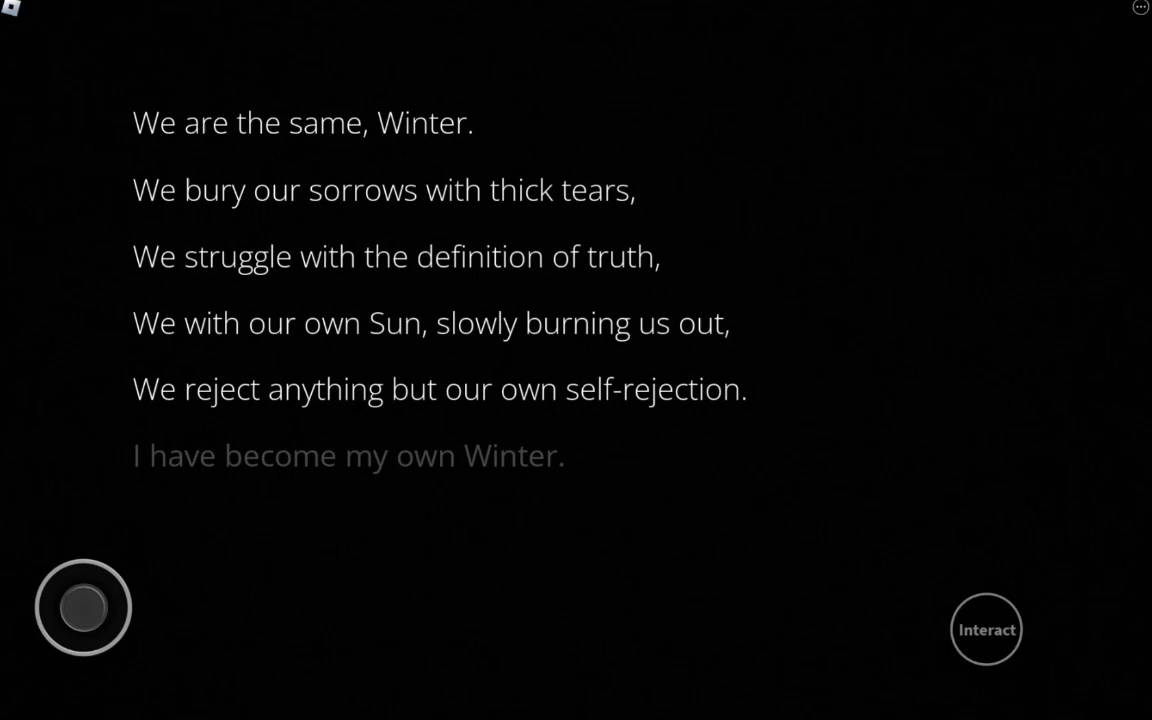 We are the same, Winter.
We bury our sorrows with thick tears,
We struggle with the definition of truth,
We with our own Sun, slowly burning us out,
We reject anything but our own self-rejection.
I have become my own Winter.
Interact